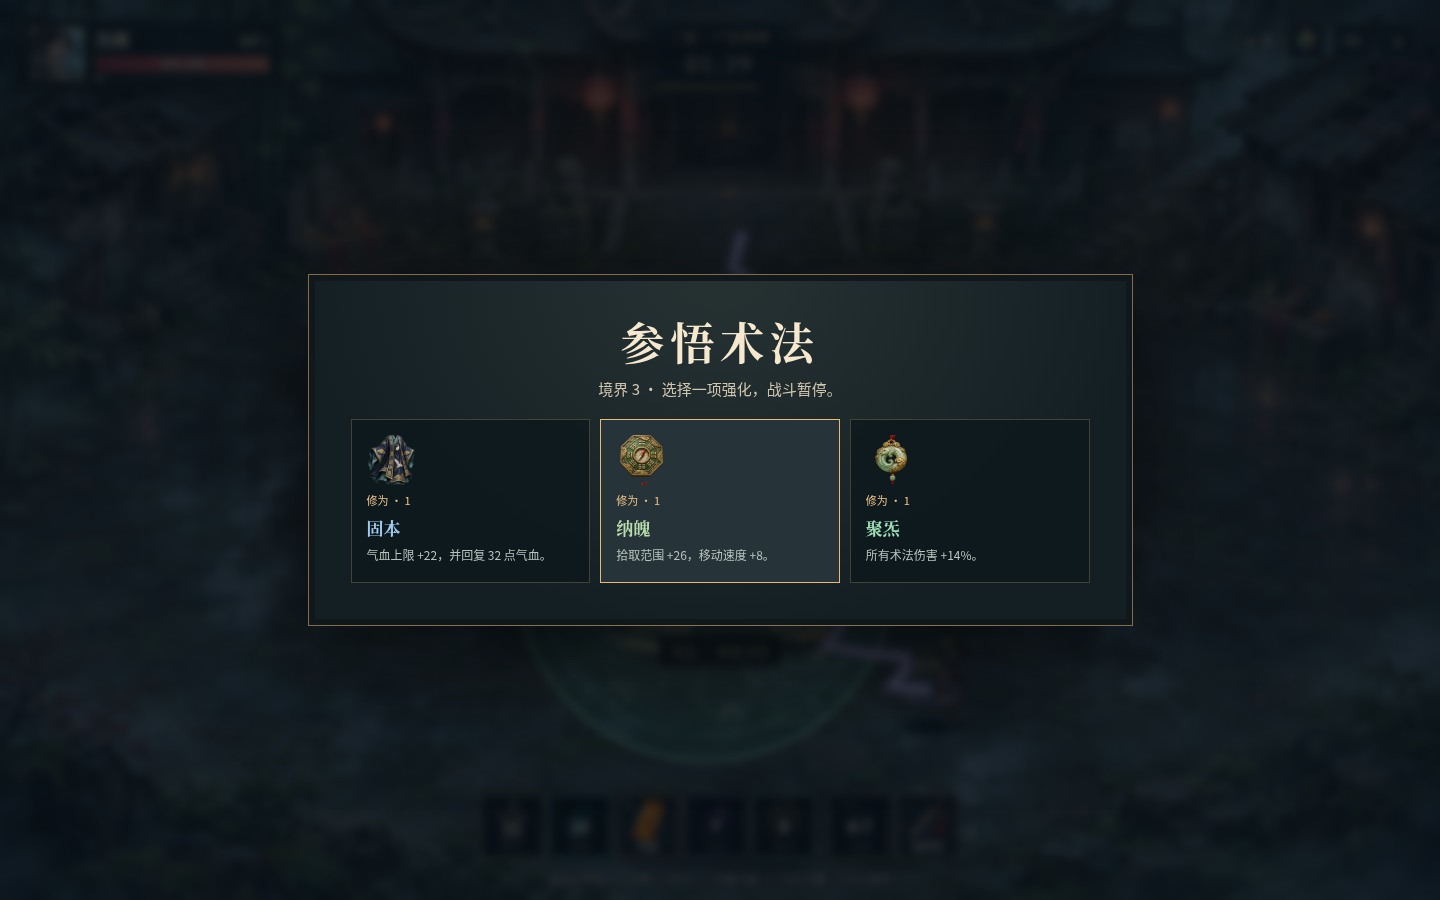 参悟术法
境界 3 · 选择一项强化，战斗暂停。
修为 · 1
固本
气血上限 +22，并回复 32 点气血。
修为 · 1
纳魄
拾取范围 +26，移动速度 +8。
修为 · 1
聚炁
所有术法伤害 +14%。